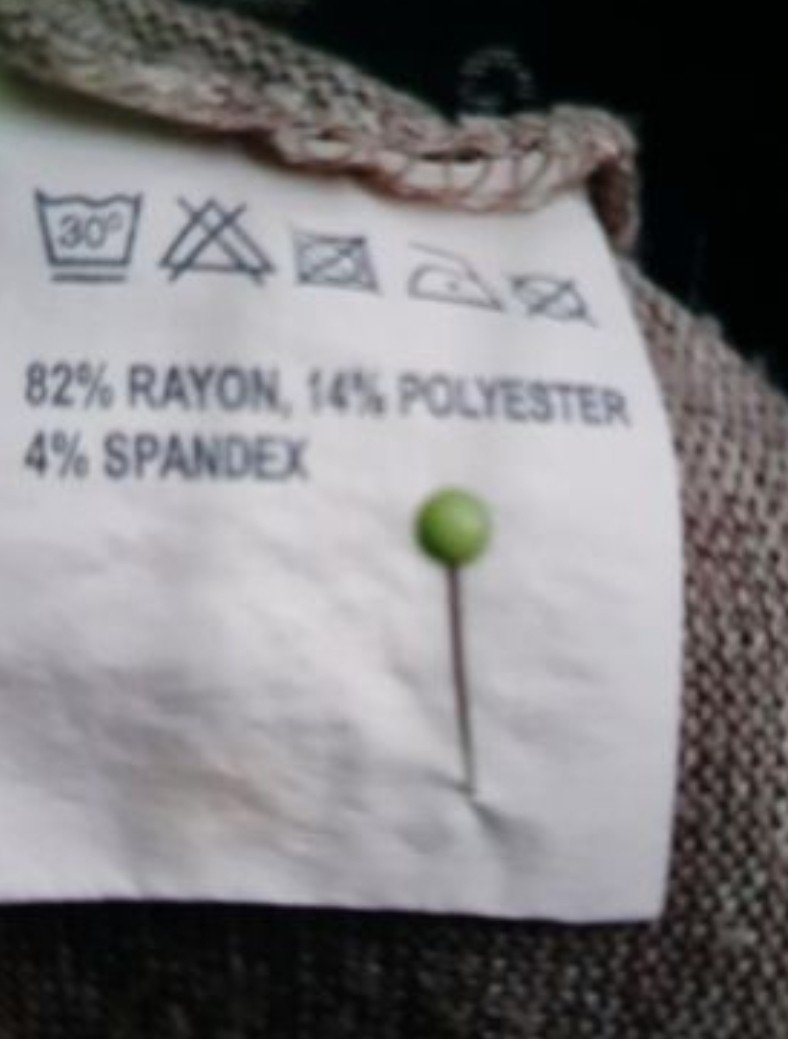 30°
82% RAYON, 14% POLYESTER
4% SPANDEX